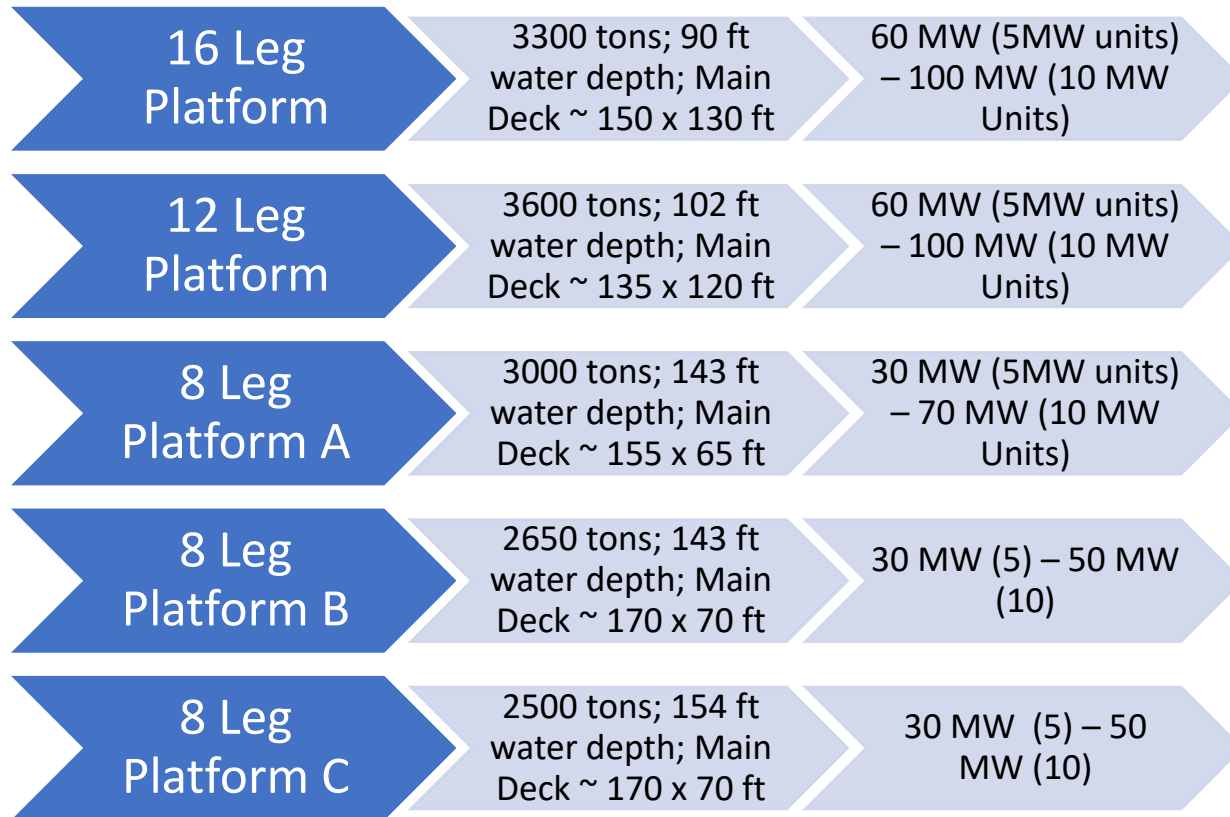 16 Leg
Platform
3300 tons; 90 ft
water depth; Main
Deck ~ 150 x 130 ft
60 MW (5MW units)
– 100 MW (10 MW
Units)
12 Leg
Platform
3600 tons; 102 ft
water depth; Main
Deck ~ 135 x 120 ft
60 MW (5MW units)
– 100 MW (10 MW
Units)
8 Leg
Platform A
3000 tons; 143 ft
water depth; Main
Deck ~ 155 x 65 ft
30 MW (5MW units)
– 70 MW (10 MW
Units)
8 Leg
Platform B
2650 tons; 143 ft
water depth; Main
Deck ~ 170 x 70 ft
30 MW (5) – 50 MW
(10)
8 Leg
Platform C
2500 tons; 154 ft
water depth; Main
Deck ~ 170 x 70 ft
30 MW  (5) – 50
MW (10)